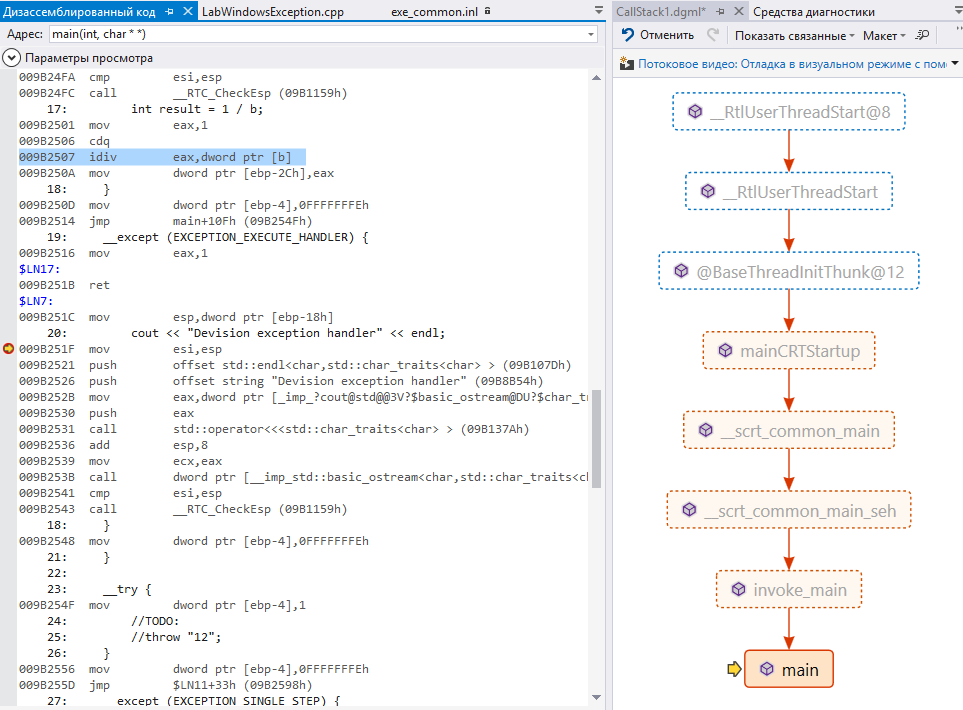 Дизассемблированный код LabWindowsException.cpp exe_common.inl
Адрес: main(int, char * *)
Параметры просмотра
009B24FA cmp esi,esp
009B24FC call __RTC_CheckEsp (09B1159h)
17: int result = 1 / b;
009B2501 mov eax,1
009B2506 cdq
009B2507 idiv eax,dword ptr [b]
009B250A mov dword ptr [ebp-2Ch],eax
18: }
009B250D mov dword ptr [ebp-4],0FFFFFFFEh
009B2514 jmp main+10Fh (09B254Fh)
19: __except (EXCEPTION_EXECUTE_HANDLER) {
009B2516 mov eax,1
$LN17:
009B251B ret
$LN7:
009B251C mov esp,dword ptr [ebp-18h]
20: cout << "Devision exception handler" << endl;
009B251F mov esi,esp
009B2521 push offset std::endl<char,std::char_traits<char> > (09B107Dh)
009B2526 push offset string "Devision exception handler" (09B8B54h)
009B252B mov eax,dword ptr [_imp_?cout@std@@3V?$basic_ostream@DU?$char_tr
009B2530 push eax
009B2531 call std::operator<<<std::char_traits<char> > (09B137Ah)
009B2536 add esp,8
009B2539 mov ecx,eax
009B253B call dword ptr [__imp_std::basic_ostream<char,std::char_traits<ch
009B2541 cmp esi,esp
009B2543 call __RTC_CheckEsp (09B1159h)
18: }
009B2548 mov dword ptr [ebp-4],0FFFFFFFEh
21: }
22:
23: __try {
009B254F mov dword ptr [ebp-4],1
24: //TODO:
25: //throw "12";
26: }
009B2556 mov dword ptr [ebp-4],0FFFFFFFEh
009B255D jmp $LN11+33h (09B2598h)
27: except (EXCEPTION SINGLE STEP) {
CallStack1.dgml* Средства диагностики
Отменить Показать связанные Макет
Потоковое видео: Отладка в визуальном режиме с пом
__RtlUserThreadStart@8
__RtlUserThreadStart
@BaseThreadInitThunk@12
mainCRTStartup
__scrt_common_main
__scrt_common_main_seh
invoke_main
main